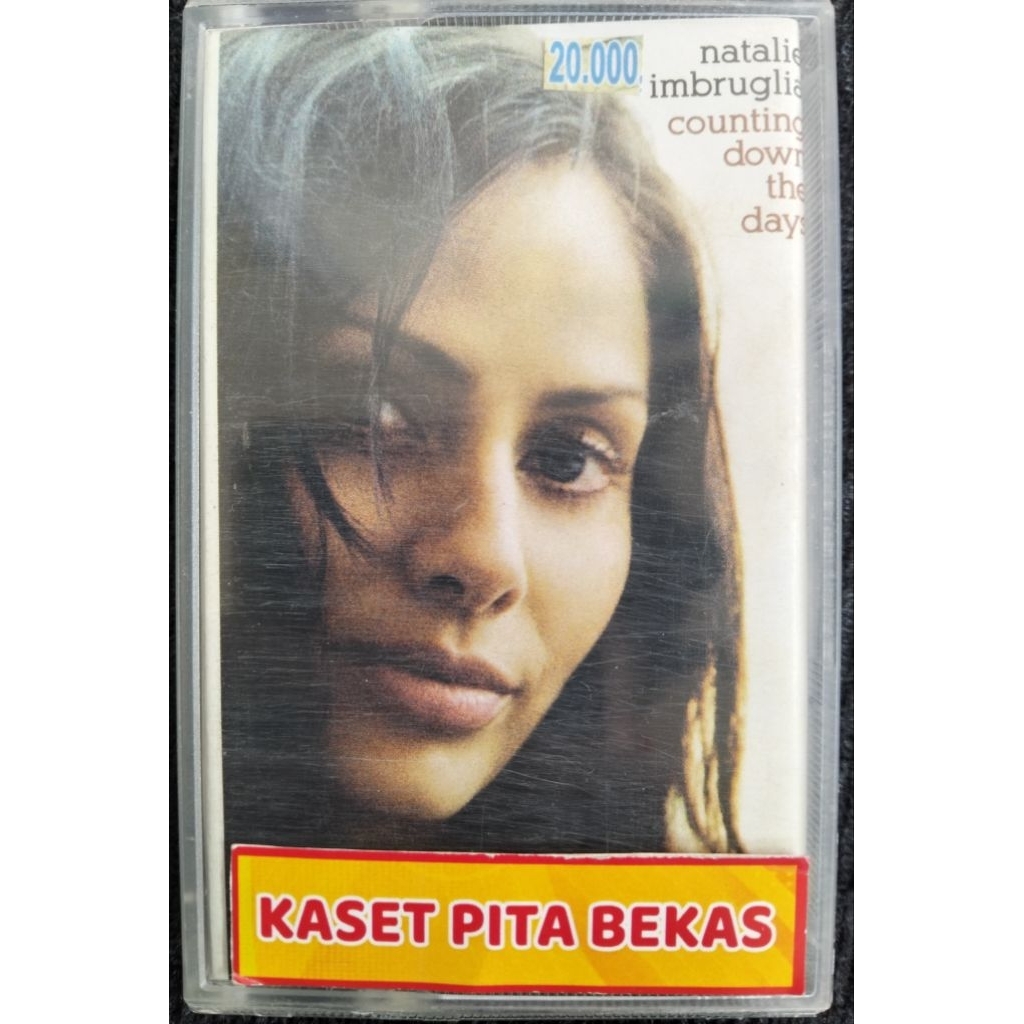 20.000
natalie
imbruglia
counting
down
the
days
KASET PITA BEKAS